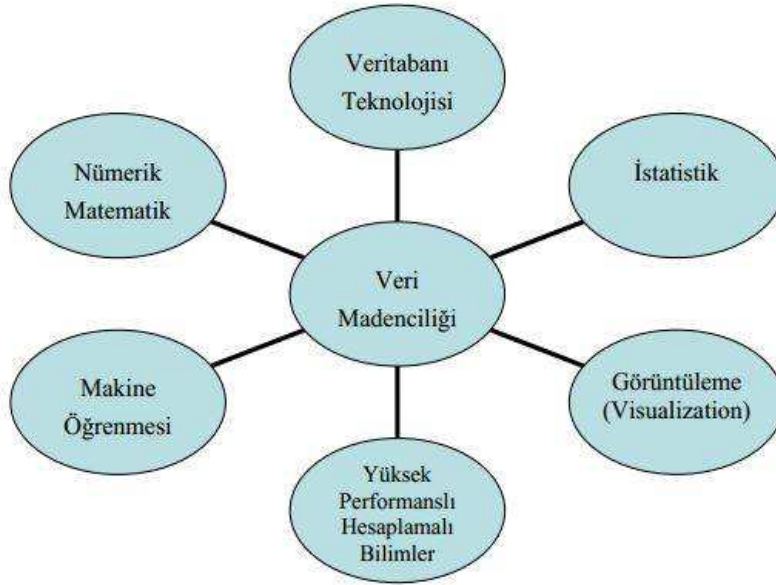 Veritabanı
Teknolojisi
Nümerik
Matematik
İstatistik
Veri
Madenciliği
Makine
Öğrenmesi
Görüntüleme
(Visualization)
Yüksek
Performanslı
Hesaplamalı
Bilimler